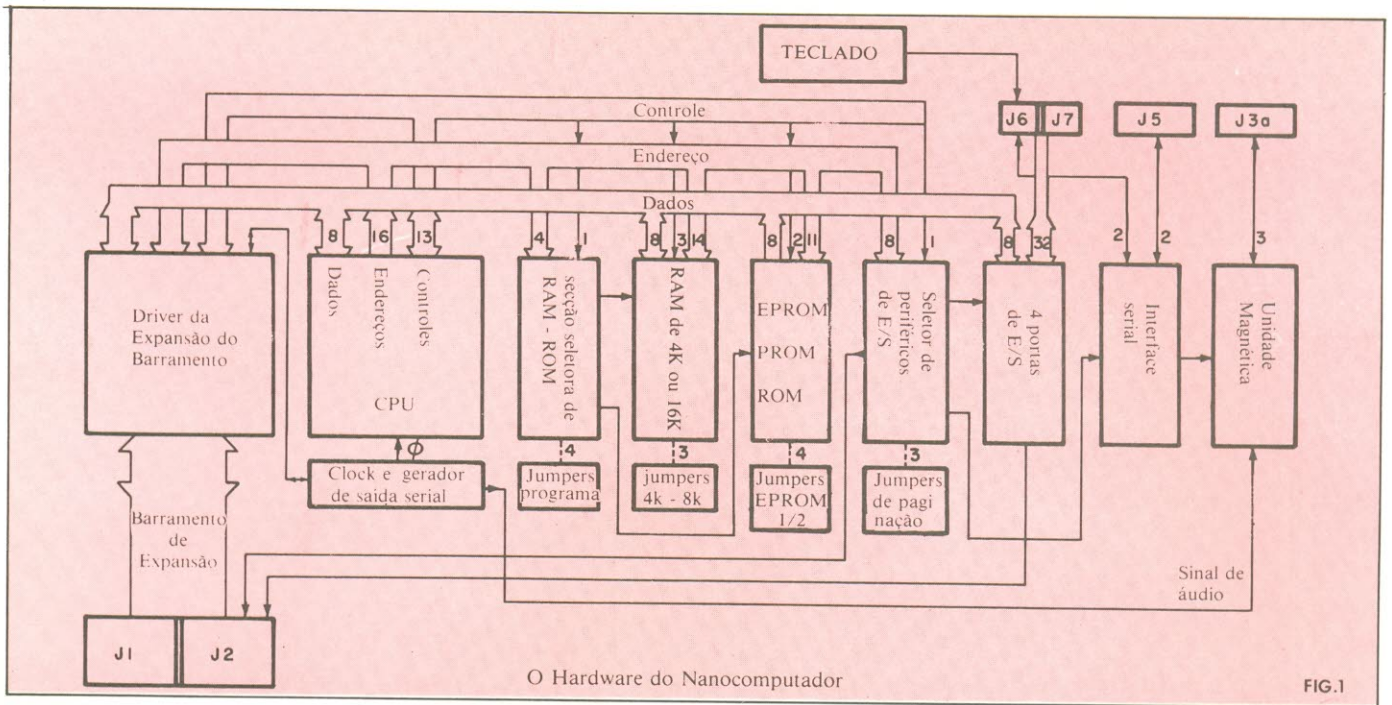 TECLADO
Controle
J6
J7
J5
J3a
Endereço
Dados
8
16
13
4
1
8
3
14
8
2
11
8
1
8
32
2
2
3
Driver da
Expansão do
Barramento
Dados
Endereços
Controles
CPU
secção seletora de
RAM - ROM
RAM de 4K ou 16K
EPROM
PROM
ROM
Seletor de
periféricos
de E/S
4 portas
de E/S
Interface
serial
Unidade
Magnética
Φ
4
3
4
3
Clock e gerador
de saida serial
Jumpers
programa
jumpers
4k - 8k
Jumpers
EPROM
1/2
Jumpers
de pagi
nação
Barramento
de
Expansão
Sinal de
áudio
J1
J2
O Hardware do Nanocomputador
FIG.1